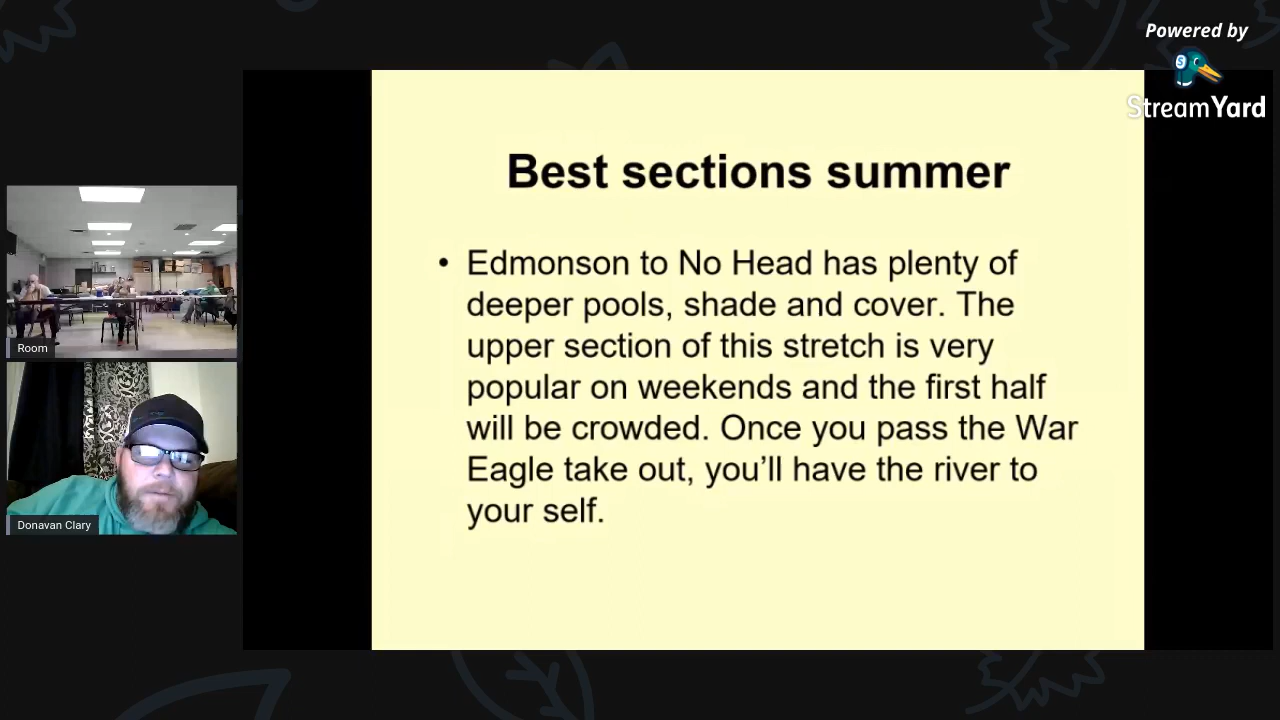 Powered by
StreamYard
Best sections summer
• Edmonson to No Head has plenty of
deeper pools, shade and cover. The
upper section of this stretch is very
popular on weekends and the first half
will be crowded. Once you pass the War
Eagle take out, you’ll have the river to
your self.
Room
Donavan Clary